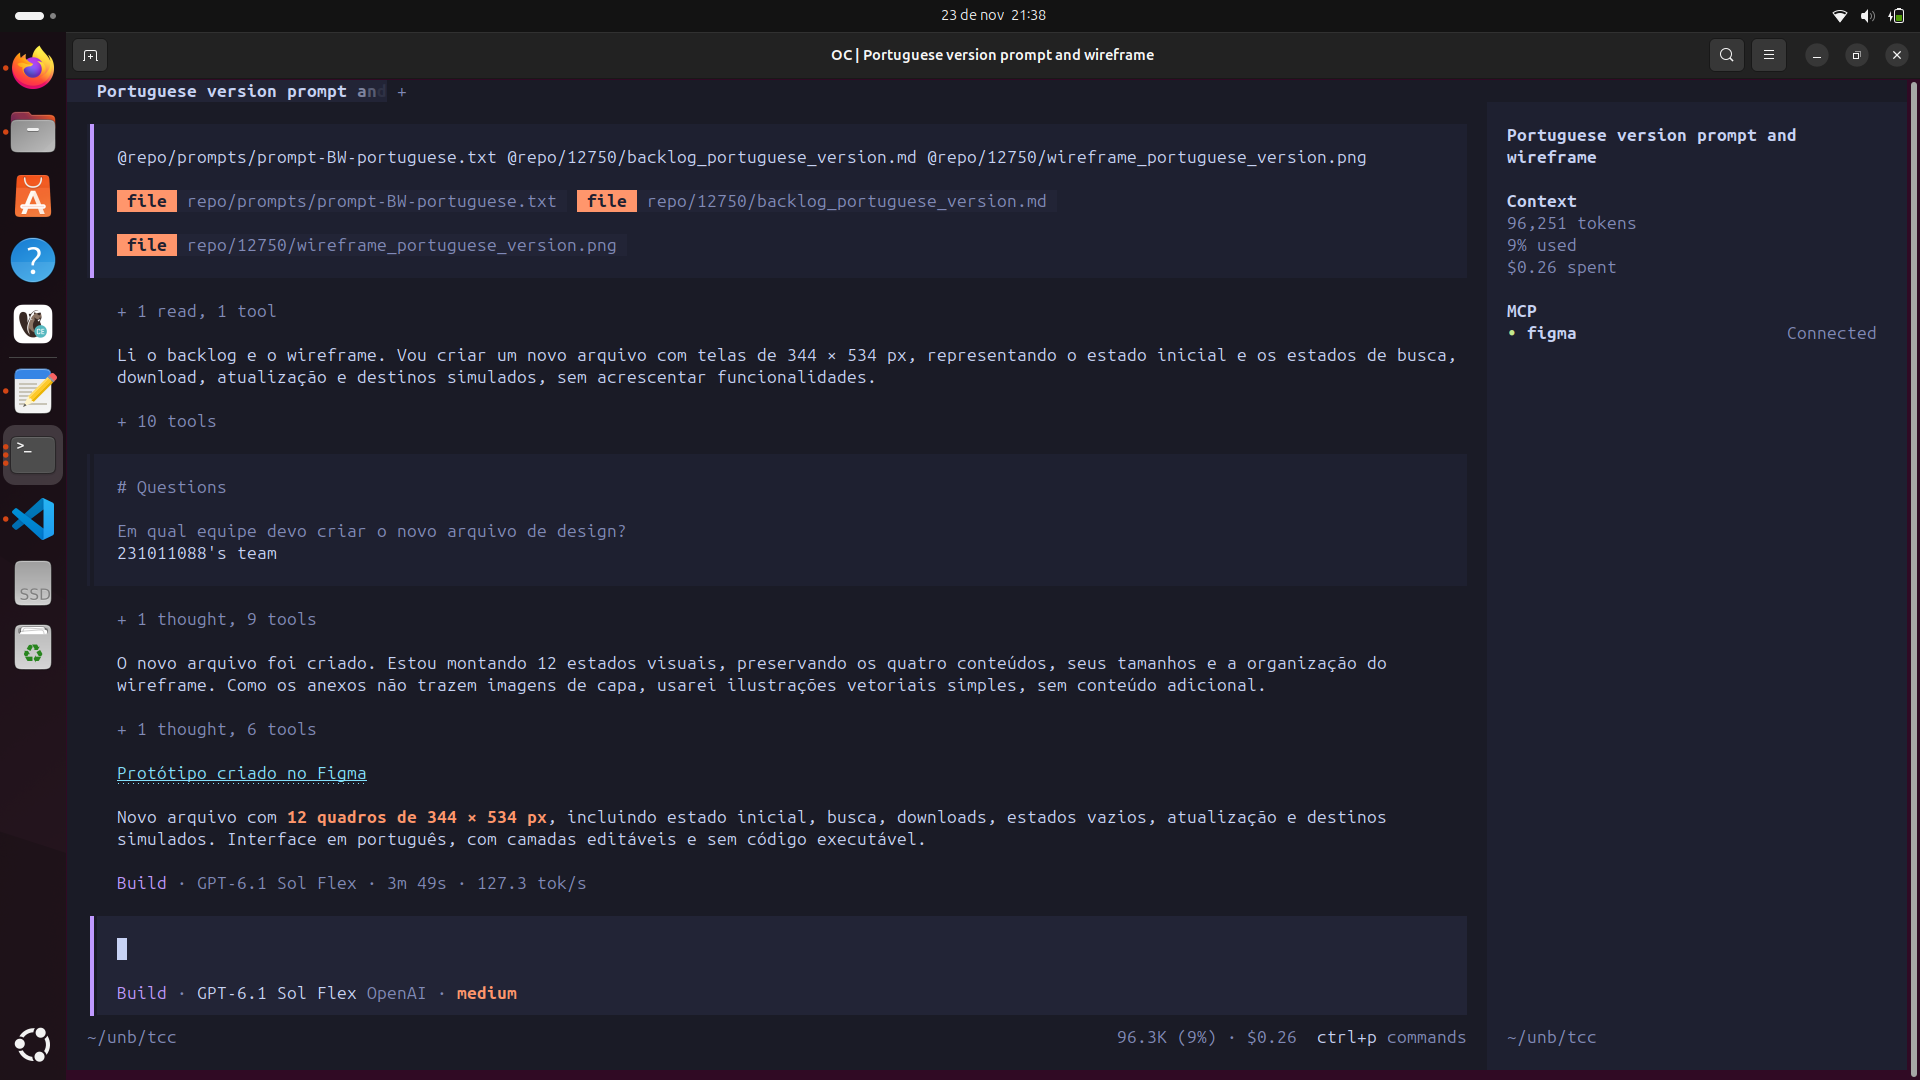 23 de nov 21:38
OC | Portuguese version prompt and wireframe
Portuguese version prompt and +
@repo/prompts/prompt-BW-portuguese.txt @repo/12750/backlog_portuguese_version.md @repo/12750/wireframe_portuguese_version.png
file repo/prompts/prompt-BW-portuguese.txt file repo/12750/backlog_portuguese_version.md
file repo/12750/wireframe_portuguese_version.png
+ 1 read, 1 tool
Li o backlog e o wireframe. Vou criar um novo arquivo com telas de 344 × 534 px, representando o estado inicial e os estados de busca,
download, atualização e destinos simulados, sem acrescentar funcionalidades.
+ 10 tools
# Questions
Em qual equipe devo criar o novo arquivo de design?
231011088's team
+ 1 thought, 9 tools
O novo arquivo foi criado. Estou montando 12 estados visuais, preservando os quatro conteúdos, seus tamanhos e a organização do
wireframe. Como os anexos não trazem imagens de capa, usarei ilustrações vetoriais simples, sem conteúdo adicional.
+ 1 thought, 6 tools
Protótipo criado no Figma
Novo arquivo com 12 quadros de 344 × 534 px, incluindo estado inicial, busca, downloads, estados vazios, atualização e destinos
simulados. Interface em português, com camadas editáveis e sem código executável.
Build · GPT-6.1 Sol Flex · 3m 49s · 127.3 tok/s
Build · GPT-6.1 Sol Flex OpenAI · medium
~/unb/tcc
96.3K (9%) · $0.26 ctrl+p commands
Portuguese version prompt and
wireframe
Context
96,251 tokens
9% used
$0.26 spent
MCP
• figma Connected
~/unb/tcc
SSD